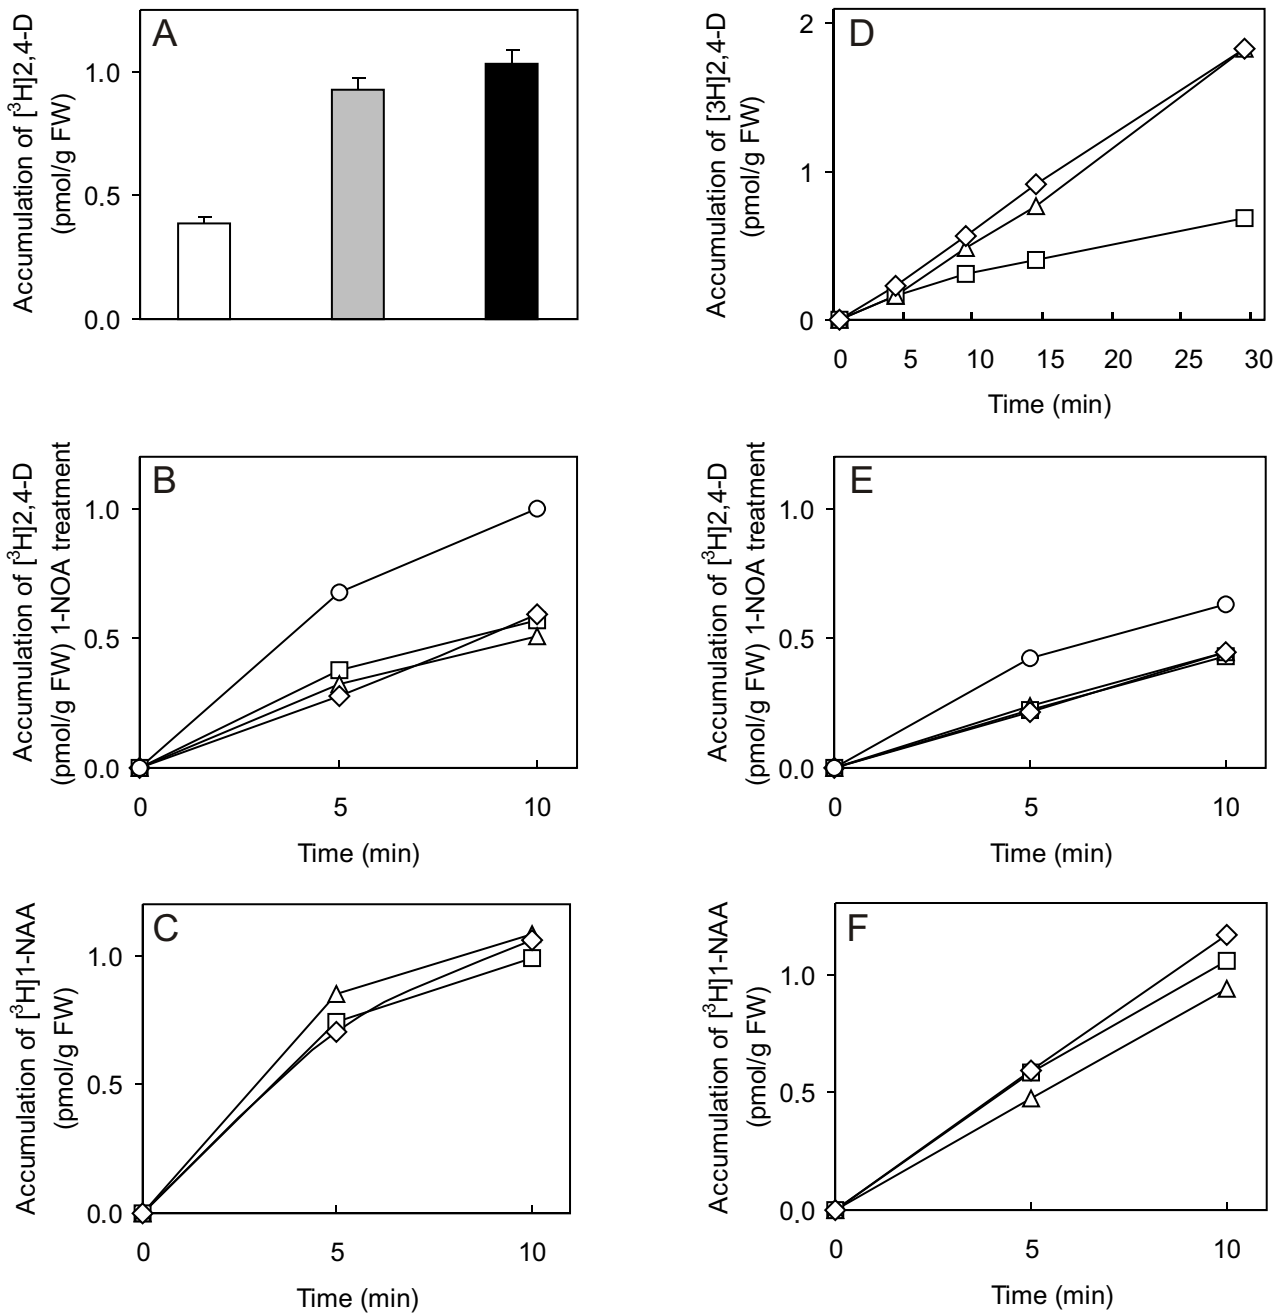 A
Accumulation of [³H]2,4-D
(pmol/g FW)
1.0
0.5
0.0
D
Accumulation of [3H]2,4-D
(pmol/g FW)
2
1
0
0 5 10 15 20 25 30
Time (min)
B
Accumulation of [³H]2,4-D
(pmol/g FW) 1-NOA treatment
1.0
0.5
0.0
0 5 10
Time (min)
E
Accumulation of [³H]2,4-D
(pmol/g FW) 1-NOA treatment
1.0
0.5
0.0
0 5 10
Time (min)
C
Accumulation of [³H]1-NAA
(pmol/g FW)
1.0
0.5
0.0
0 5 10
Time (min)
F
Accumulation of [³H]1-NAA
(pmol/g FW)
1.0
0.5
0.0
0 5 10
Time (min)